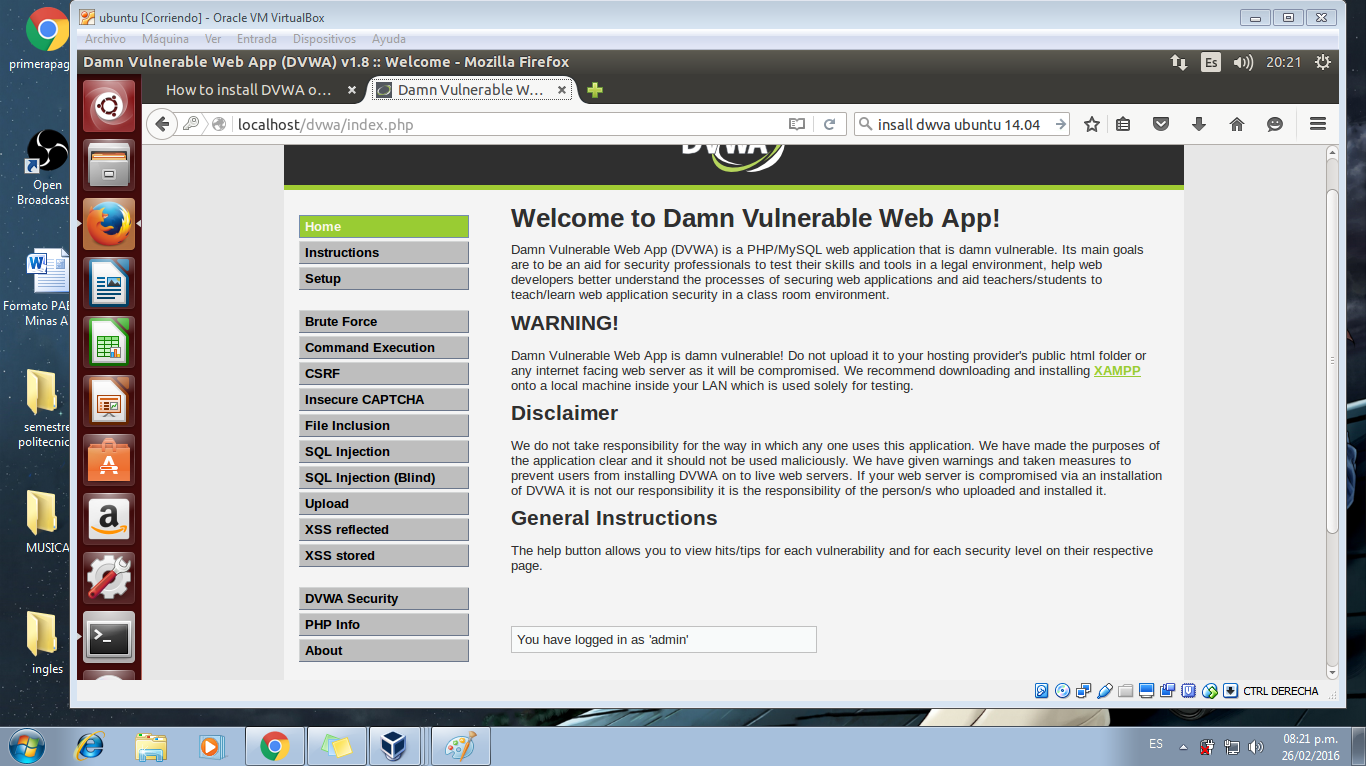 ubuntu [Corriendo] - Oracle VM VirtualBox
Archivo Máquina Ver Entrada Dispositivos Ayuda
Damn Vulnerable Web App (DVWA) v1.8 :: Welcome - Mozilla Firefox
Es
20:21
How to install DVWA o...
Damn Vulnerable W...
localhost/dvwa/index.php
insall dwva ubuntu 14.04
DVWA
Home
Instructions
Setup
Brute Force
Command Execution
CSRF
Insecure CAPTCHA
File Inclusion
SQL Injection
SQL Injection (Blind)
Upload
XSS reflected
XSS stored
DVWA Security
PHP Info
About
Welcome to Damn Vulnerable Web App!
Damn Vulnerable Web App (DVWA) is a PHP/MySQL web application that is damn vulnerable. Its main goals
are to be an aid for security professionals to test their skills and tools in a legal environment, help web
developers better understand the processes of securing web applications and aid teachers/students to
teach/learn web application security in a class room environment.
WARNING!
Damn Vulnerable Web App is damn vulnerable! Do not upload it to your hosting provider's public html folder or
any internet facing web server as it will be compromised. We recommend downloading and installing XAMPP
onto a local machine inside your LAN which is used solely for testing.
Disclaimer
We do not take responsibility for the way in which any one uses this application. We have made the purposes of
the application clear and it should not be used maliciously. We have given warnings and taken measures to
prevent users from installing DVWA on to live web servers. If your web server is compromised via an installation
of DVWA it is not our responsibility it is the responsibility of the person/s who uploaded and installed it.
General Instructions
The help button allows you to view hits/tips for each vulnerability and for each security level on their respective
page.
You have logged in as 'admin'
CTRL DERECHA
primerapag
Open
Broadcast
Formato PAE
Minas A
semestre
politecnic
MUSICA
ingles
ES
08:21 p.m.
26/02/2016